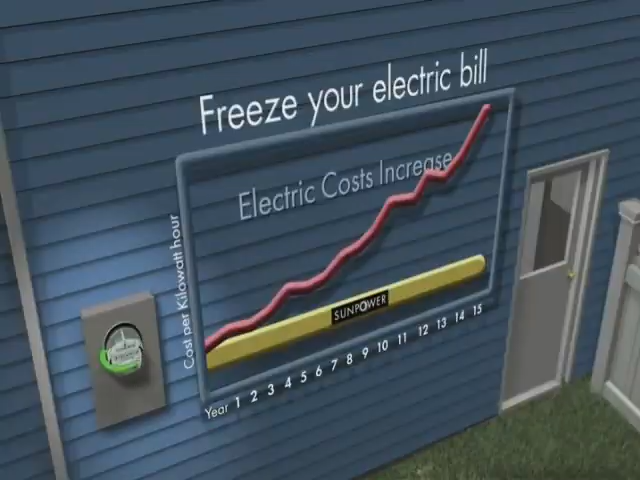 Freeze your electric bill
Electric Costs Increase
Cost per Kilowatt hour
SUNPOWER
Year 1 2 3 4 5 6 7 8 9 10 11 12 13 14 15